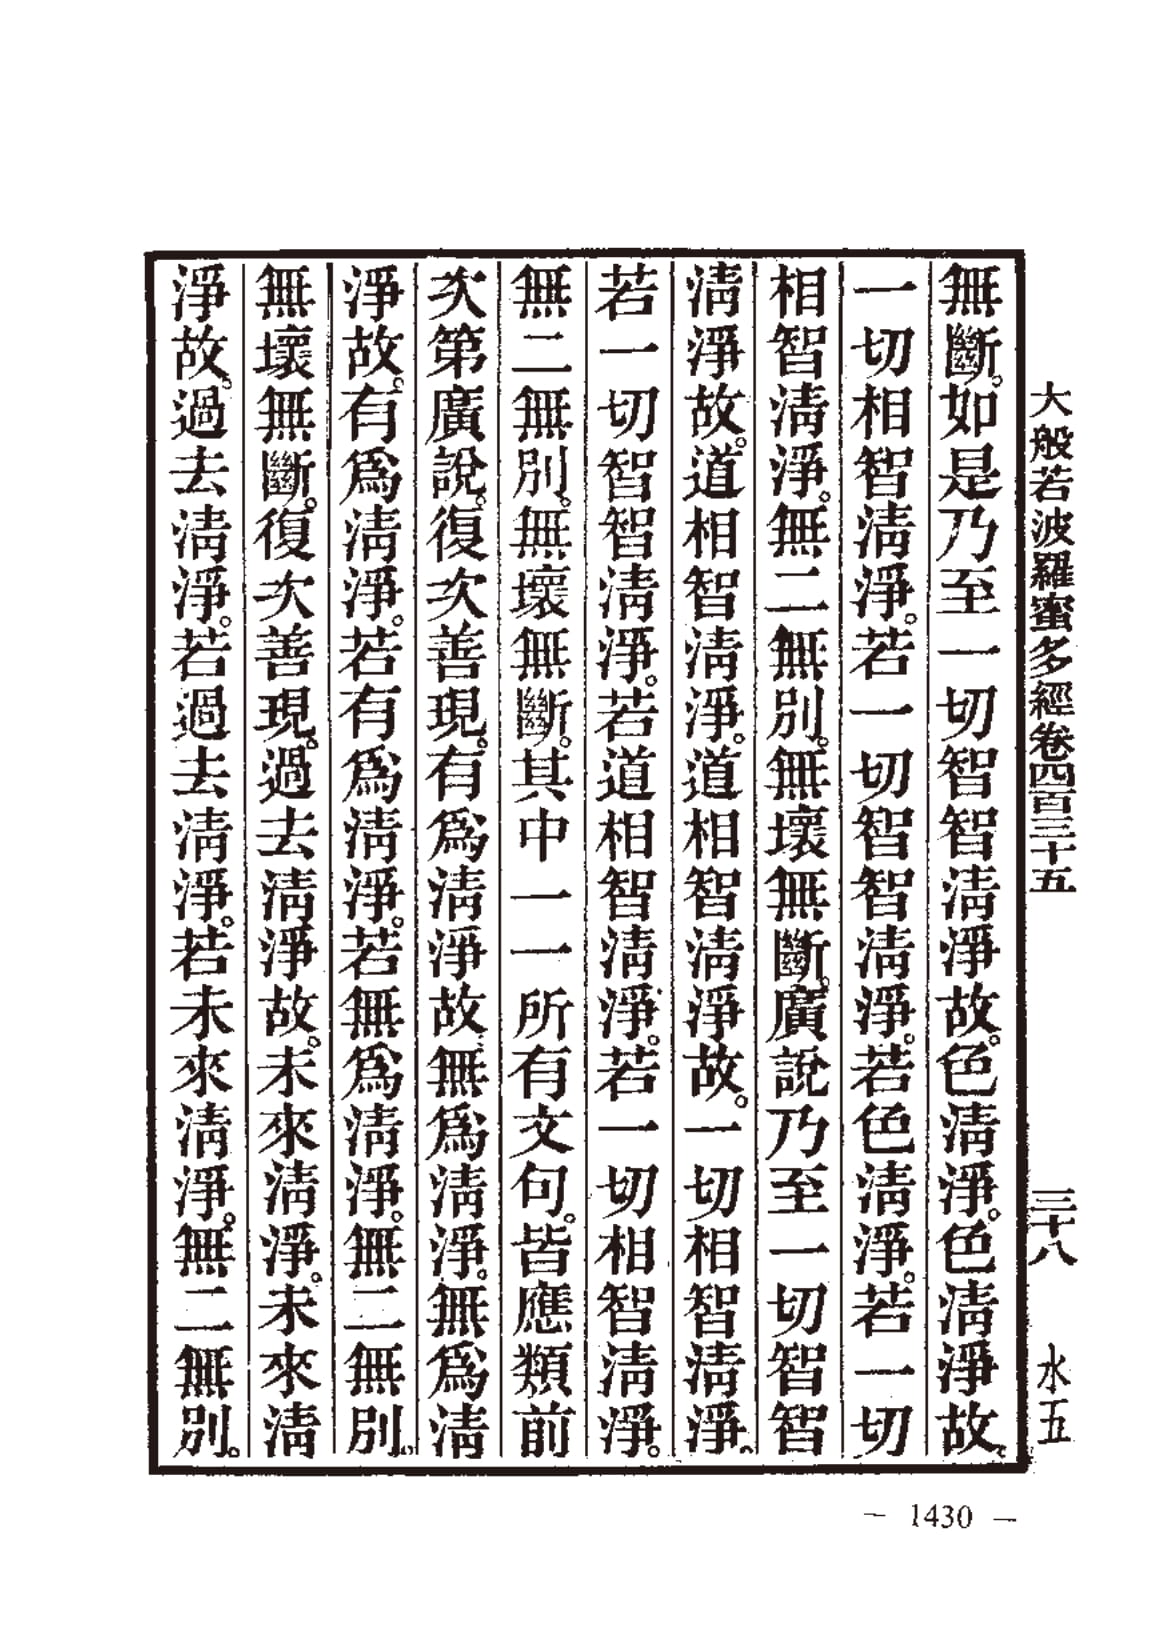 大般若波羅蜜多經卷四百三十五　三十八　水五
無斷。如是乃至一切智智清淨故。色清淨。色清淨故。
一切相智清淨。若一切智智清淨。若色清淨。若一切
相智清淨。無二無別。無壞無斷。廣說乃至一切智智
清淨故。道相智清淨。道相智清淨故。一切相智清淨。
若一切智智清淨。若道相智清淨。若一切相智清淨。
無二無別。無壞無斷。其中一一所有文句。皆應類前
次第廣說。復次善現。有爲清淨故無爲清淨。無爲清
淨故。有爲清淨。若有爲清淨。若無爲清淨。無二無別。
無壞無斷。復次善現。過去清淨故。未來清淨。未來清
淨故。過去清淨。若過去清淨。若未來清淨。無二無別。
— 1430 —